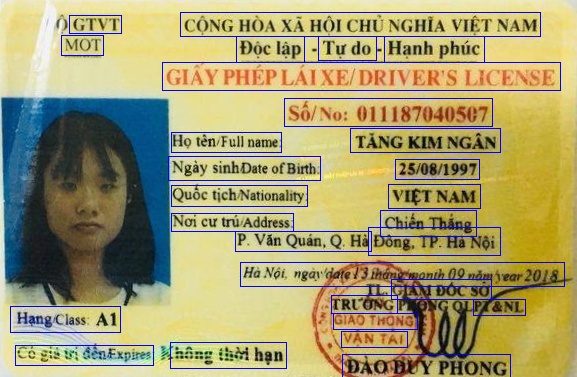 Ộ GTVT
MOT
CỘNG HÒA XÃ HỘI CHỦ NGHĨA VIỆT NAM
Độc lập - Tự do - Hạnh phúc
GIẤY PHÉP LÁI XE/ DRIVER'S LICENSE
Số/ No: 011187040507
Họ tên/Full name: TĂNG KIM NGÂN
Ngày sinh/Date of Birth: 25/08/1997
Quốc tịch/Nationality: VIỆT NAM
Nơi cư trú/Address: Chiến Thắng
P. Văn Quán, Q. Hà Đông, TP. Hà Nội
Hà Nội, ngày/date 13 tháng/month 09 năm/year 2018
TL. GIÁM ĐỐC SỞ
TRƯỞNG PHÒNG QLPT&NL
GIAO THÔNG
VẬN TẢI
Hạng/Class: A1
Có giá trị đến/Expires: Không thời hạn
ĐÀO DUY PHONG